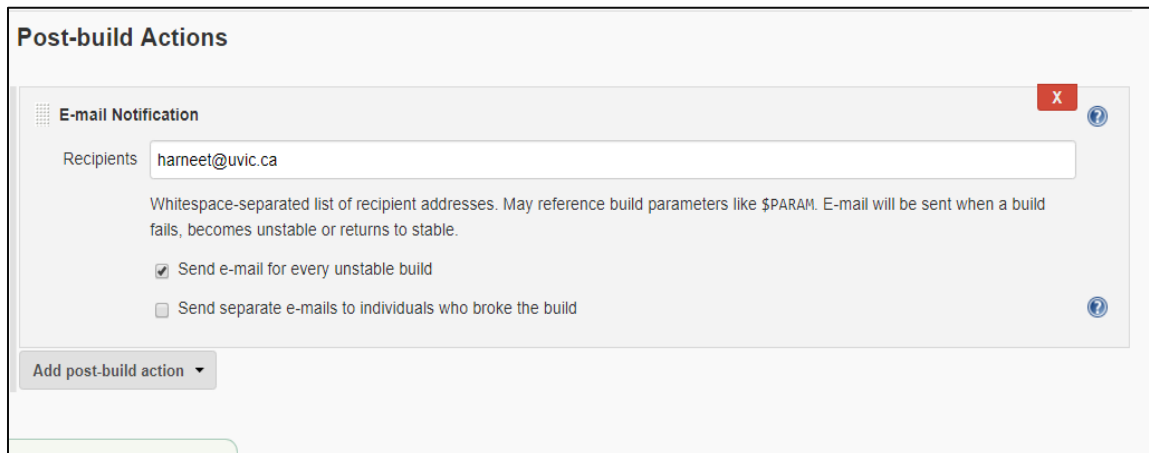 Post-build Actions
X
E-mail Notification
Recipients harneet@uvic.ca
Whitespace-separated list of recipient addresses. May reference build parameters like $PARAM. E-mail will be sent when a build
fails, becomes unstable or returns to stable.
Send e-mail for every unstable build
Send separate e-mails to individuals who broke the build
Add post-build action